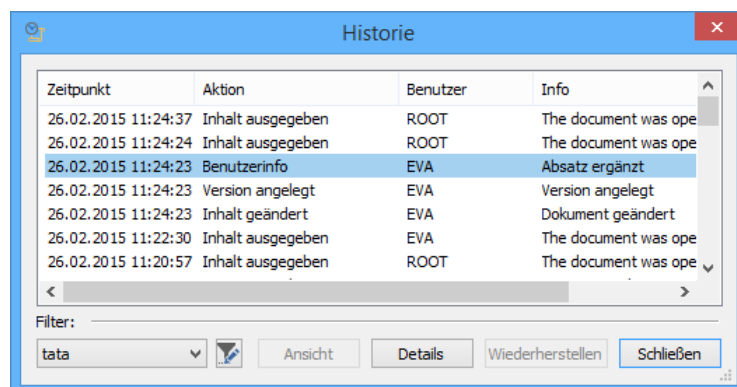 Historie
Zeitpunkt Aktion Benutzer Info
26.02.2015 11:24:37 Inhalt ausgegeben ROOT The document was ope
26.02.2015 11:24:24 Inhalt ausgegeben ROOT The document was ope
26.02.2015 11:24:23 Benutzerinfo EVA Absatz ergänzt
26.02.2015 11:24:23 Version angelegt EVA Version angelegt
26.02.2015 11:24:23 Inhalt geändert EVA Dokument geändert
26.02.2015 11:22:30 Inhalt ausgegeben EVA The document was ope
26.02.2015 11:20:57 Inhalt ausgegeben ROOT The document was ope
Filter:
tata Ansicht Details Wiederherstellen Schließen